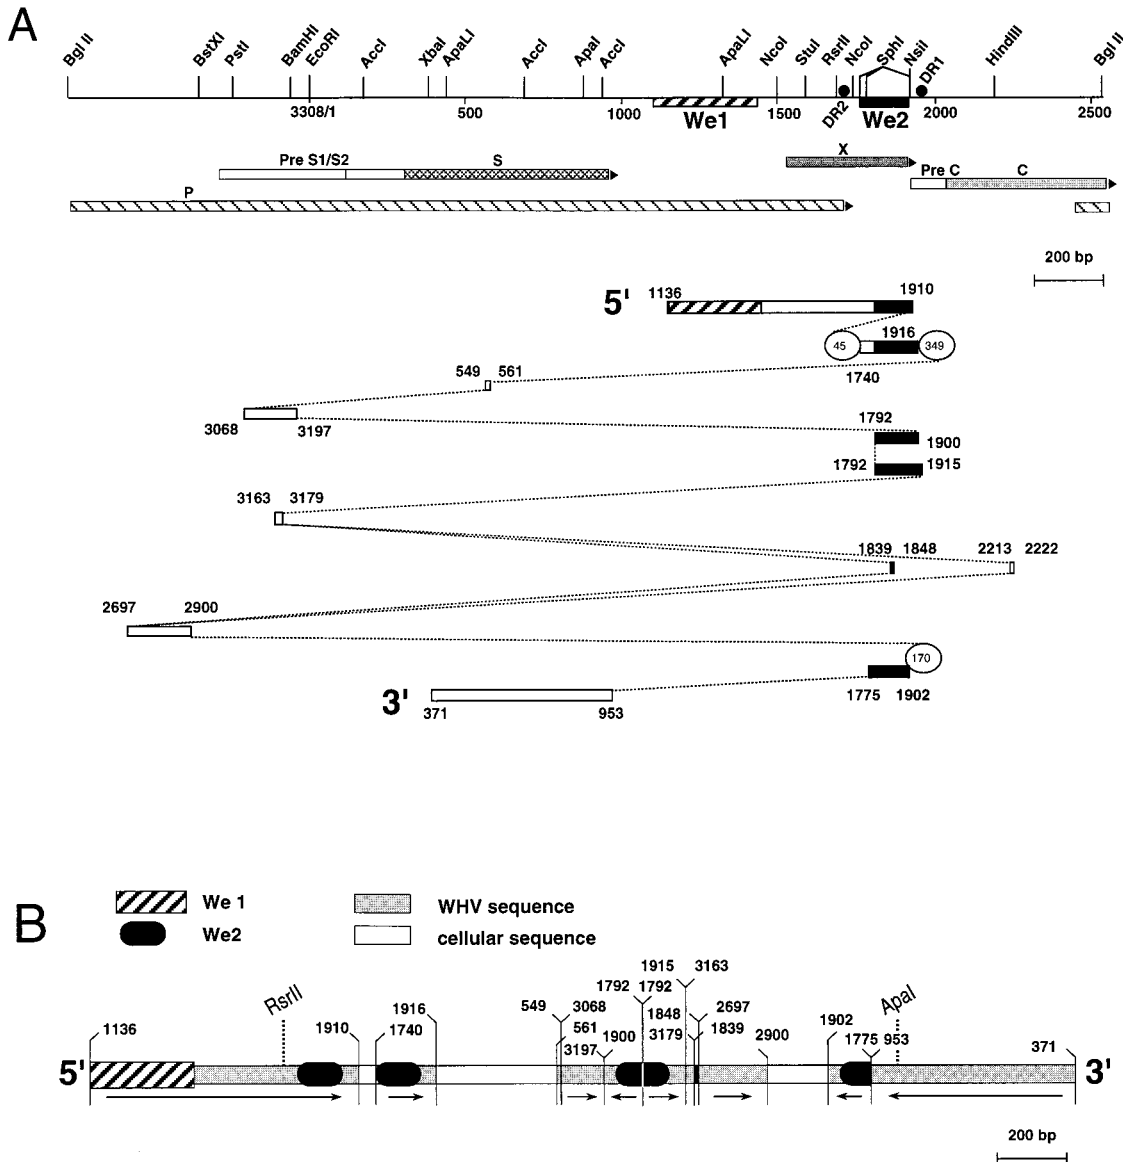 A
Bgl II BstXI PstI BamHI EcoRI AccI XbaI ApaLI AccI ApaI AccI ApaLI NcoI StuI RsrII NcoI SphI NsiI DR1 HindIII Bgl II
3308/1 500 1000 We1 1500 DR2 We2 2000 2500
Pre S1/S2 S X
Pre C C
P
200 bp
5' 1136 1910
45 1916 349
1740
549 561
3068 3197
1792 1900
1792 1915
3163 3179
1839 1848 2213 2222
2697 2900
170
1775 1902
3' 371 953
B
We 1 WHV sequence
We2 cellular sequence
RsrII ApaI
1915 3163
1792 1792
549 3068 1848 2697
1136 1910 1916 1740 561 3197 1900 3179 1839 2900 1902 1775 953 371
5' 3'
200 bp